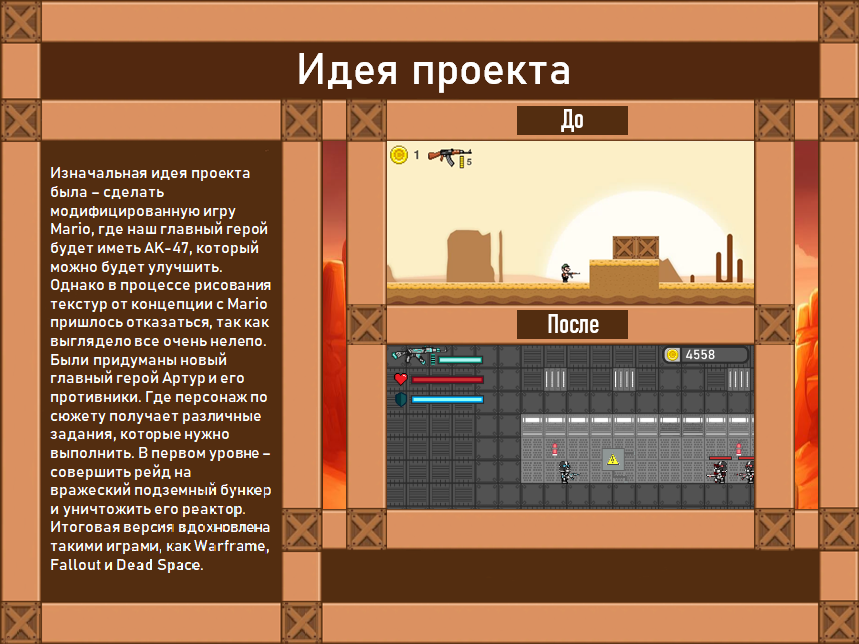 Идея проекта
Изначальная идея проекта
была – сделать
модифицированную игру
Mario, где наш главный герой
будет иметь АК-47, который
можно будет улучшить.
Однако в процессе рисования
текстур от концепции с Mario
пришлось отказаться, так как
выглядело все очень нелепо.
Были придуманы новый
главный герой Артур и его
противники. Где персонаж по
сюжету получает различные
задания, которые нужно
выполнить. В первом уровне –
совершить рейд на
вражеский подземный бункер
и уничтожить его реактор.
Итоговая версия вдохновлена
такими играми, как Warframe,
Fallout и Dead Space.
До
1
5
После
4558